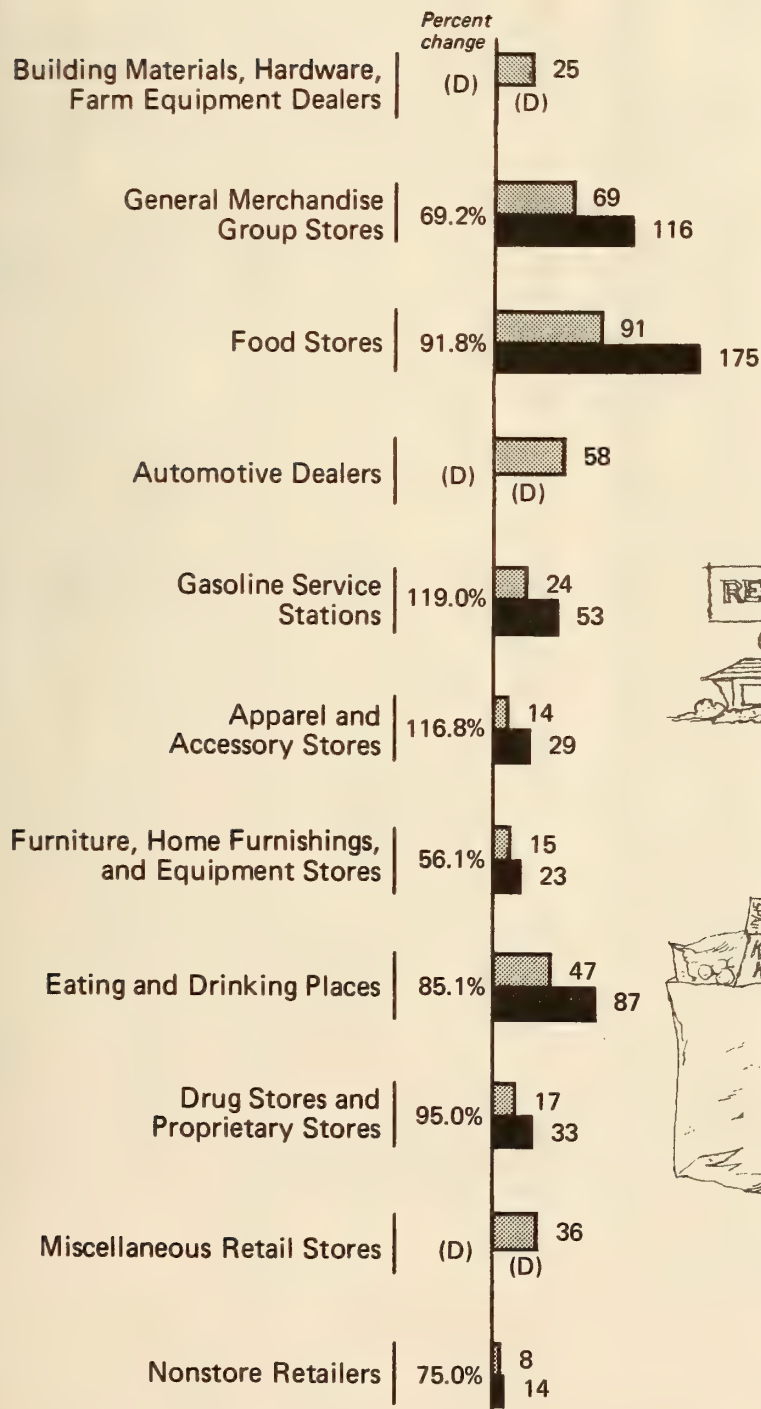 Percent
change
Building Materials, Hardware,
Farm Equipment Dealers
(D)
25
(D)
General Merchandise
Group Stores
69.2%
69
116
Food Stores
91.8%
91
175
Automotive Dealers
(D)
58
(D)
Gasoline Service
Stations
119.0%
24
53
RE
Apparel and
Accessory Stores
116.8%
14
29
Furniture, Home Furnishings,
and Equipment Stores
56.1%
15
23
Eating and Drinking Places
85.1%
47
87
Drug Stores and
Proprietary Stores
95.0%
17
33
Miscellaneous Retail Stores
(D)
36
(D)
Nonstore Retailers
75.0%
8
14